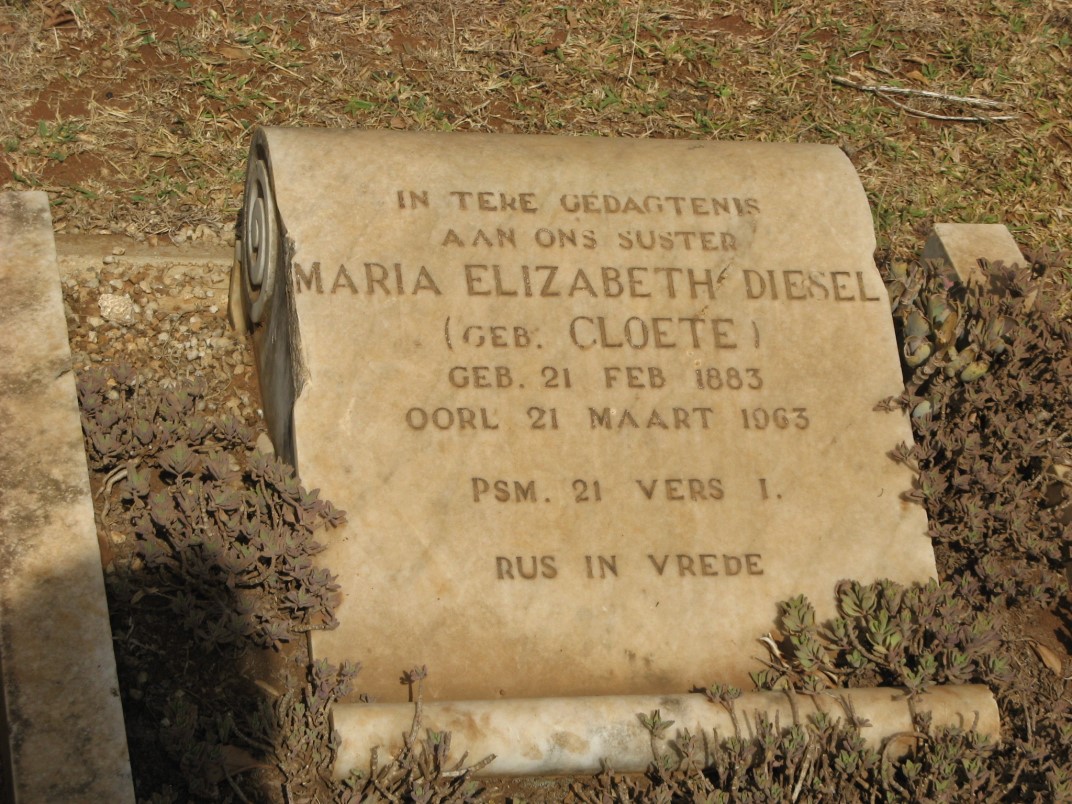 IN TERE GEDAGTENIS
AAN ONS SUSTER
MARIA ELIZABETH DIESEL
(GEB. CLOETE)
GEB. 21 FEB 1883
OORL 21 MAART 1963
PSM. 21 VERS 1.
RUS IN VREDE